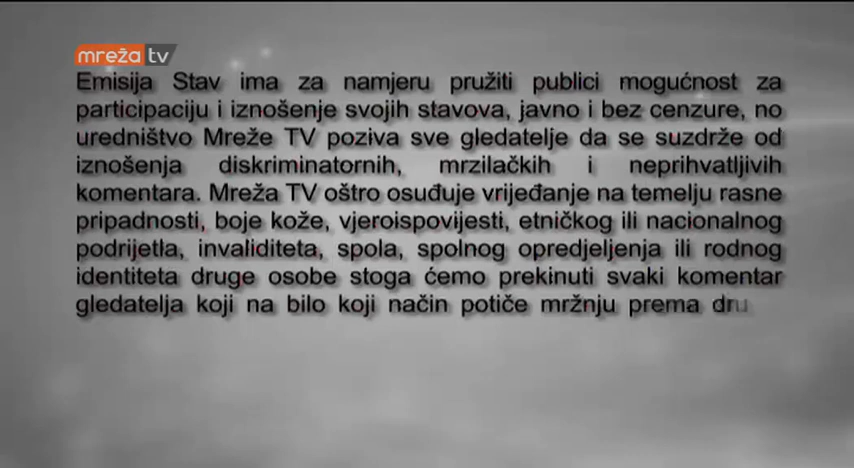 mreža tv
Emisija Stav ima za namjeru pružiti publici mogućnost za
participaciju i iznošenje svojih stavova, javno i bez cenzure, no
uredništvo Mreže TV poziva sve gledatelje da se suzdrže od
iznošenja diskriminatornih, mrzilačkih i neprihvatljivih
komentara. Mreža TV oštro osuđuje vrijeđanje na temelju rasne
pripadnosti, boje kože, vjeroispovijesti, etničkog ili nacionalnog
podrijetla, invaliditeta, spola, spolnog opredjeljenja ili rodnog
identiteta druge osobe stoga ćemo prekinuti svaki komentar
gledatelja koji na bilo koji način potiče mržnju prema dru